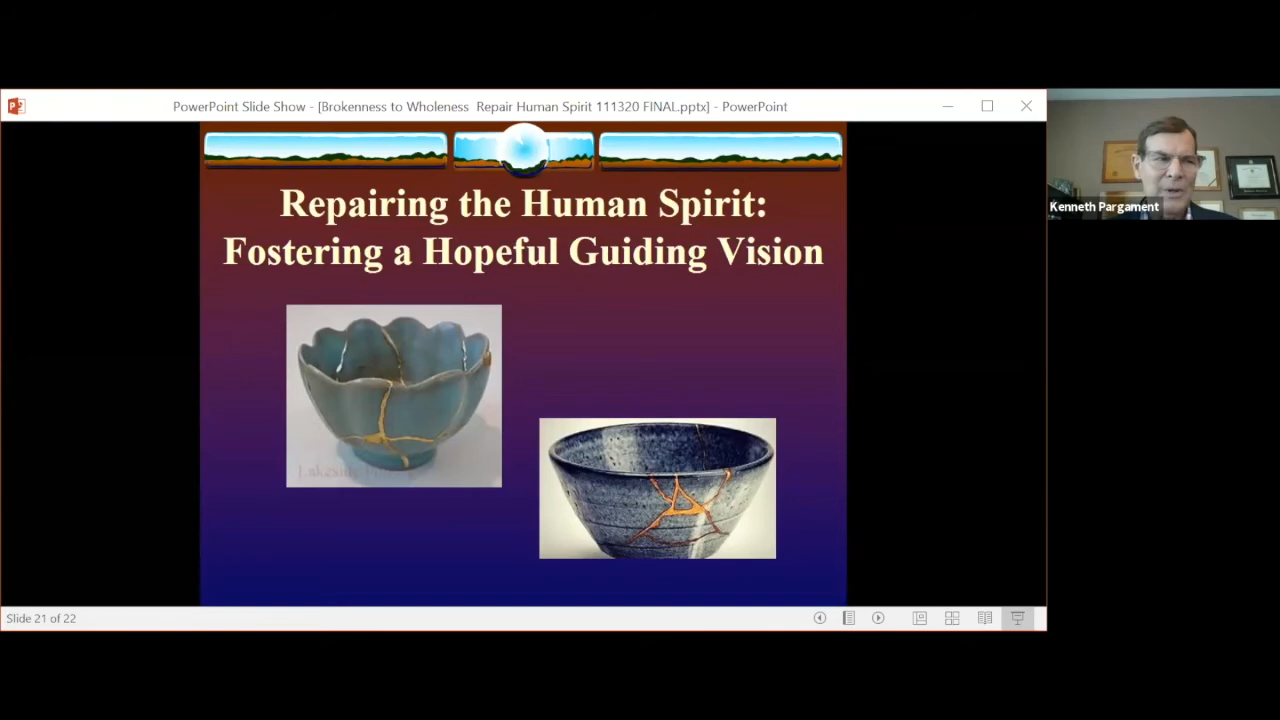 PowerPoint Slide Show - [Brokenness to Wholeness Repair Human Spirit 111320 FINAL.pptx] - PowerPoint
Repairing the Human Spirit:
Fostering a Hopeful Guiding Vision
Kenneth Pargament
Lakeside
Slide 21 of 22